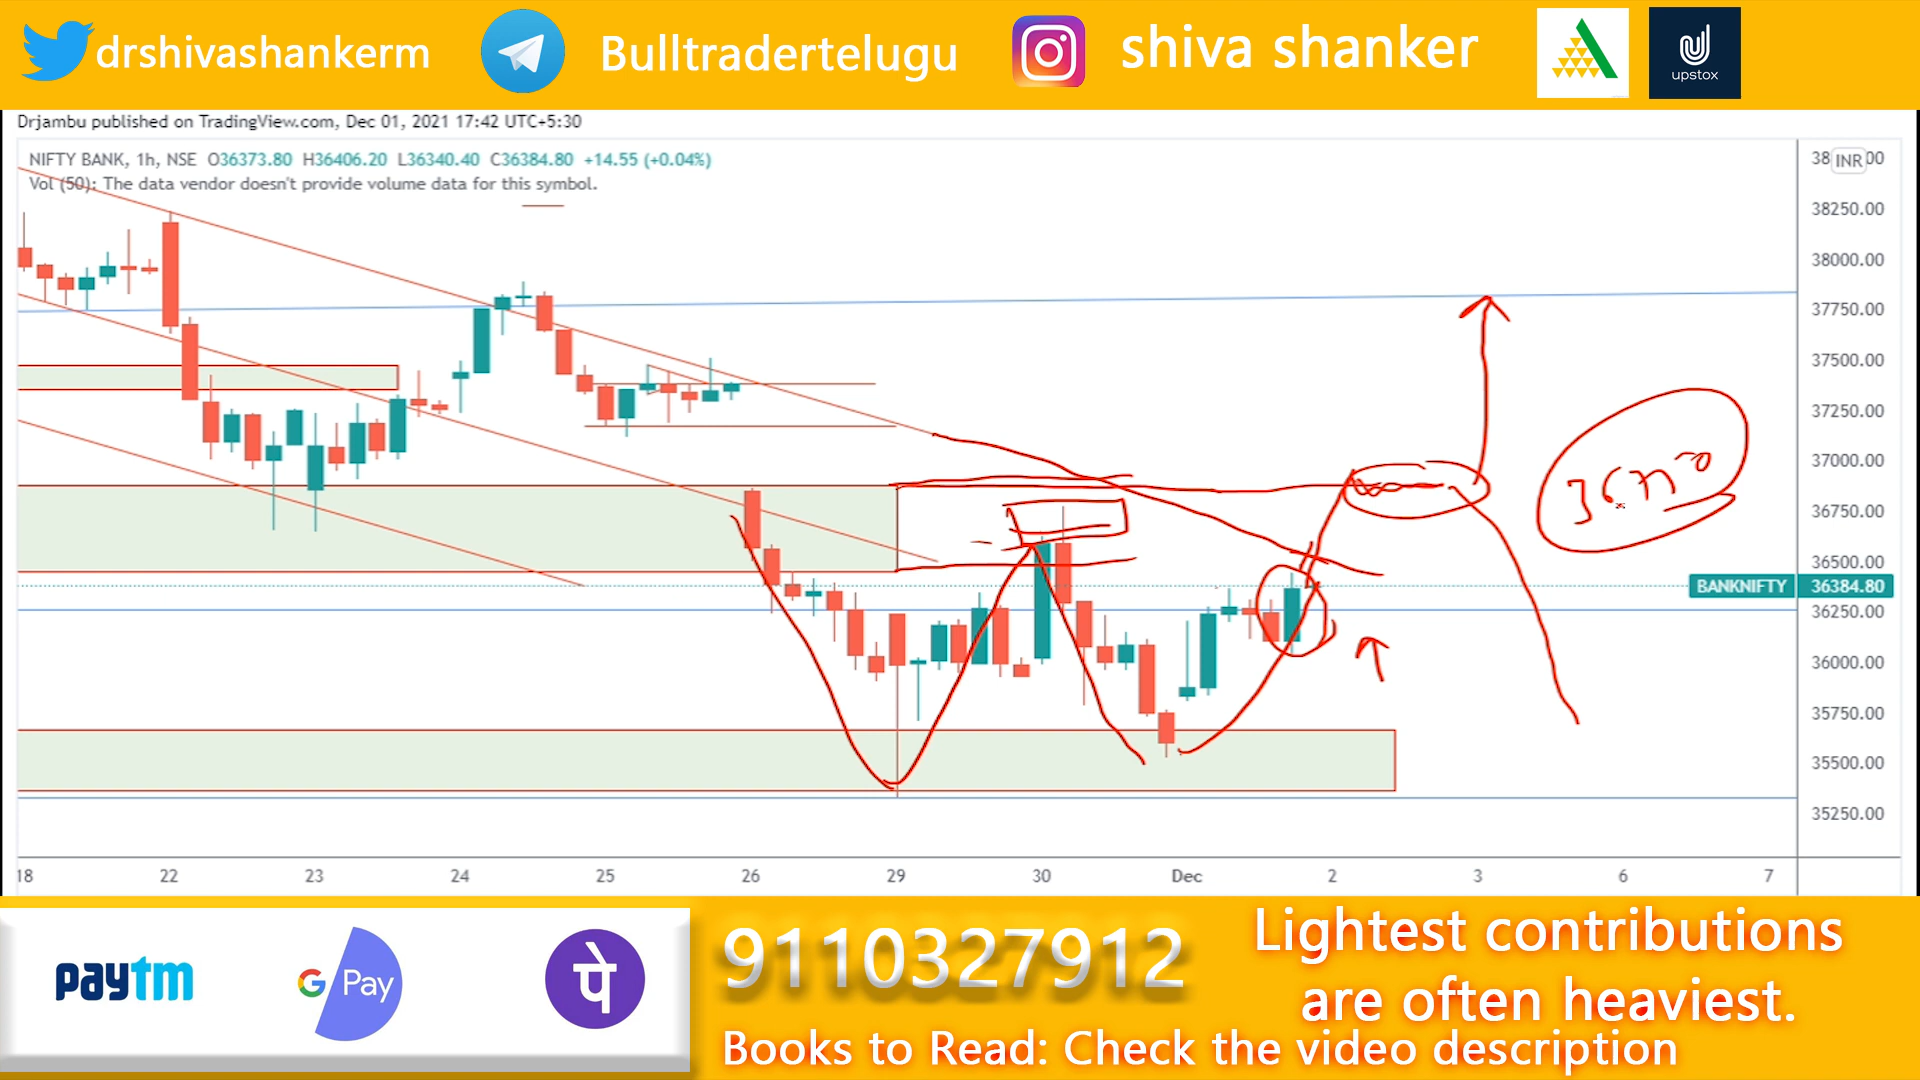 drshivashankerm
Bulltradertelugu
shiva shanker
upstox
Drjambu published on TradingView.com, Dec 01, 2021 17:42 UTC+5:30
NIFTY BANK, 1h, NSE O36373.80 H36406.20 L36340.40 C36384.80 +14.55 (+0.04%)
Vol (50): The data vendor doesn't provide volume data for this symbol.
INR
38250.00
38000.00
37750.00
37500.00
37250.00
37000.00
36750.00
36500.00
BANKNIFTY 36384.80
36250.00
36000.00
35750.00
35500.00
35250.00
18 22 23 24 25 26 29 30 Dec 2 3 6 7
paytm
G Pay
पे
9110327912
Lightest contributions
are often heaviest.
Books to Read: Check the video description